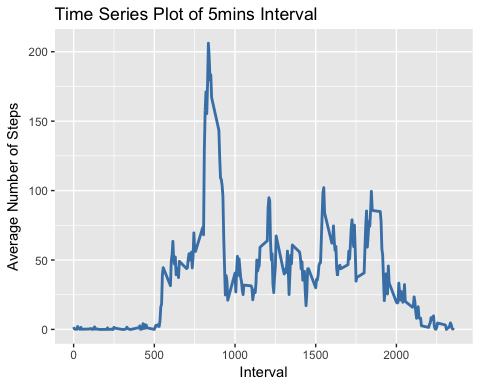 Time Series Plot of 5mins Interval
Average Number of Steps
200
150
100
50
0
0 500 1000 1500 2000
Interval